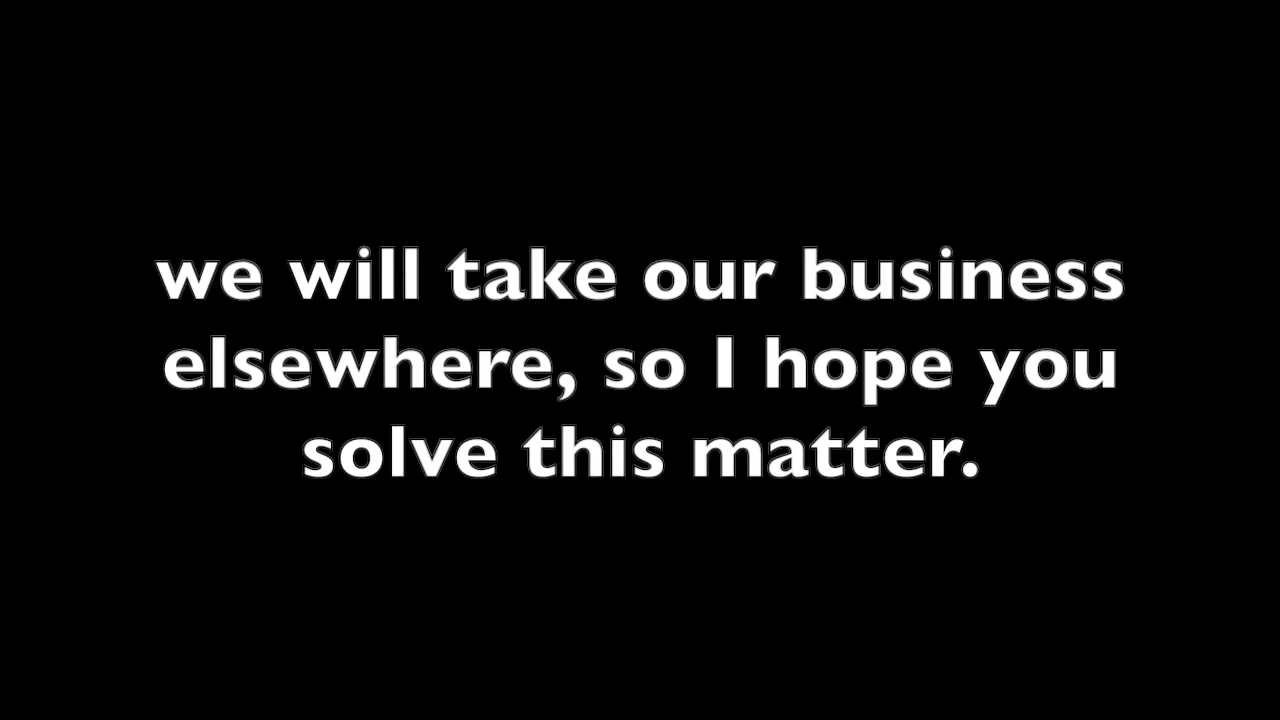 we will take our business
elsewhere, so I hope you
solve this matter.